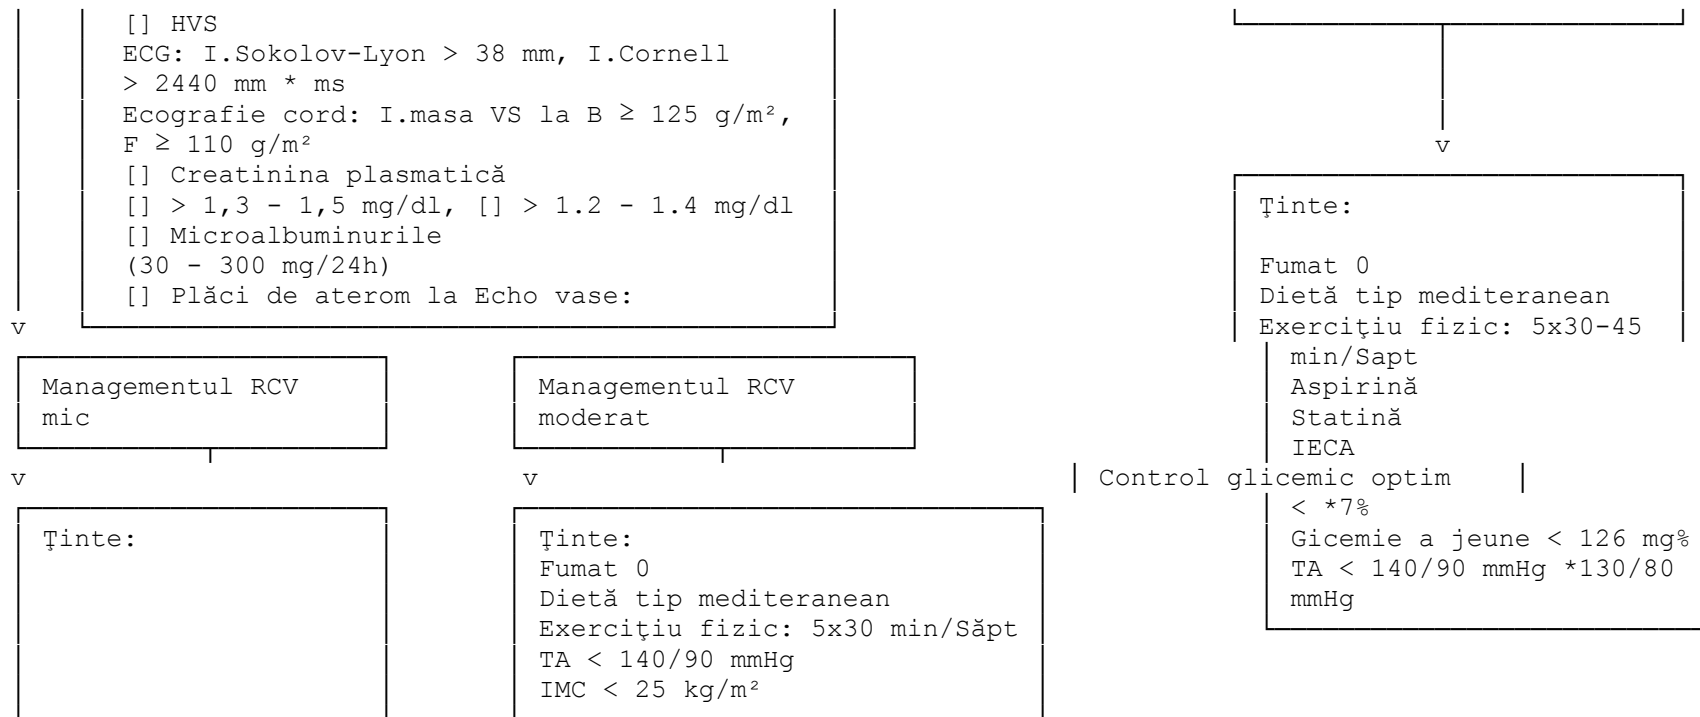 [] HVS
ECG: I.Sokolov-Lyon > 38 mm, I.Cornell
> 2440 mm * ms
Ecografie cord: I.masa VS la B ≥ 125 g/m²,
F ≥ 110 g/m²
[] Creatinina plasmatică
[] > 1,3 - 1,5 mg/dl, [] > 1.2 - 1.4 mg/dl
[] Microalbuminurile
(30 - 300 mg/24h)
[] Plăci de aterom la Echo vase:
v
v
Managementul RCV
mic
v
Managementul RCV
moderat
v
Ţinte:
Ţinte:
Fumat 0
Dietă tip mediteranean
Exerciţiu fizic: 5x30 min/Săpt
TA < 140/90 mmHg
IMC < 25 kg/m²
Ţinte:
Fumat 0
Dietă tip mediteranean
Exerciţiu fizic: 5x30-45
min/Sapt
Aspirină
Statină
IECA
Control glicemic optim
< *7%
Gicemie a jeune < 126 mg%
TA < 140/90 mmHg *130/80
mmHg